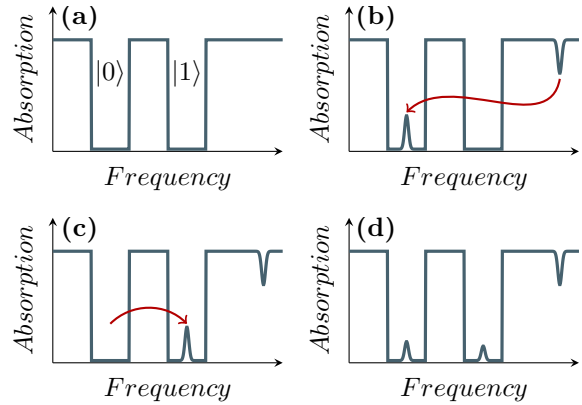 (a)
Absorption
|0⟩
|1⟩
Frequency
(b)
Absorption
Frequency
(c)
Absorption
Frequency
(d)
Absorption
Frequency